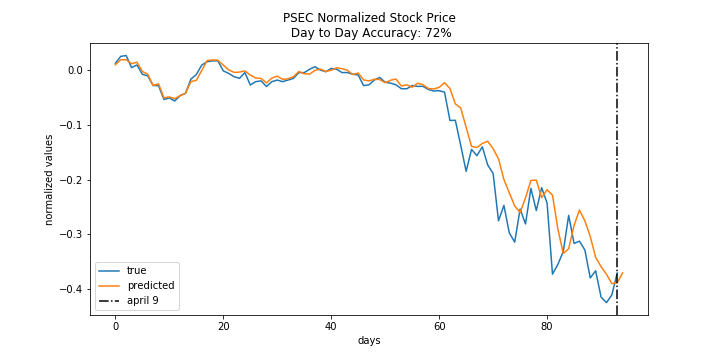 PSEC Normalized Stock Price
Day to Day Accuracy: 72%
normalized values
0.0
−0.1
−0.2
−0.3
−0.4
true
predicted
april 9
0
20
40
60
80
days